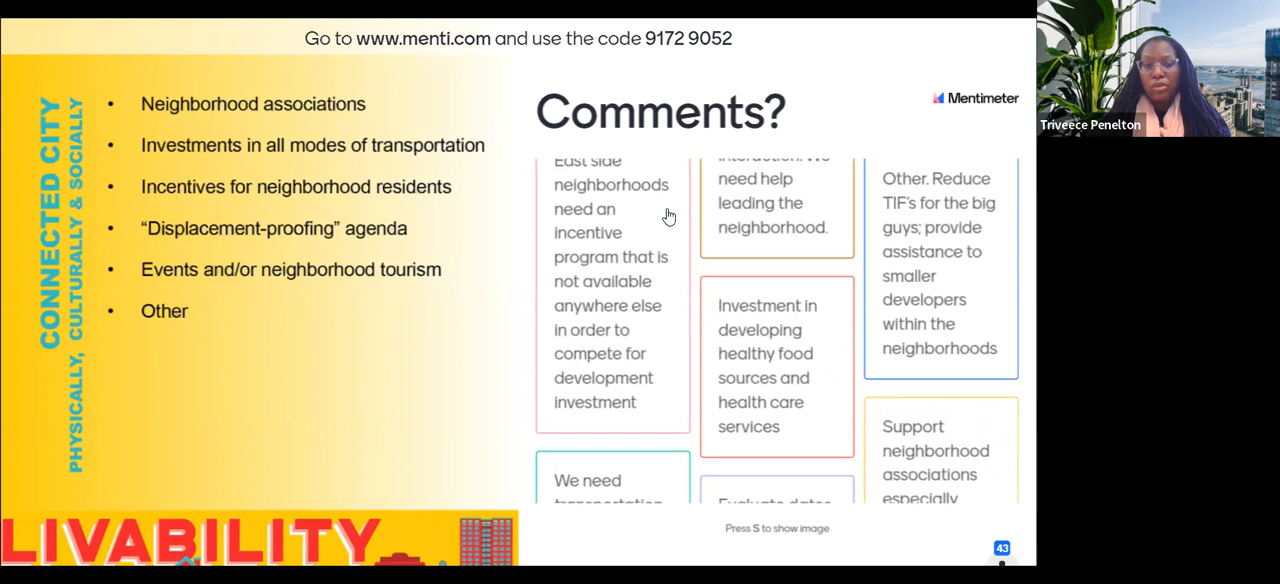 Go to www.menti.com and use the code 9172 9052
CONNECTED CITY
PHYSICALLY, CULTURALLY & SOCIALLY
• Neighborhood associations
• Investments in all modes of transportation
• Incentives for neighborhood residents
• “Displacement-proofing” agenda
• Events and/or neighborhood tourism
• Other
LIVABILITY
Comments?
Mentimeter
East side
neighborhoods
need an
incentive
program that is
not available
anywhere else
in order to
compete for
development
investment
We need
transportation
interaction. We
need help
leading the
neighborhood.
Investment in
developing
healthy food
sources and
health care
services
Evaluate dates
Other. Reduce
TIF's for the big
guys; provide
assistance to
smaller
developers
within the
neighborhoods
Support
neighborhood
associations
especially
Press S to show image
43
Triveece Penelton